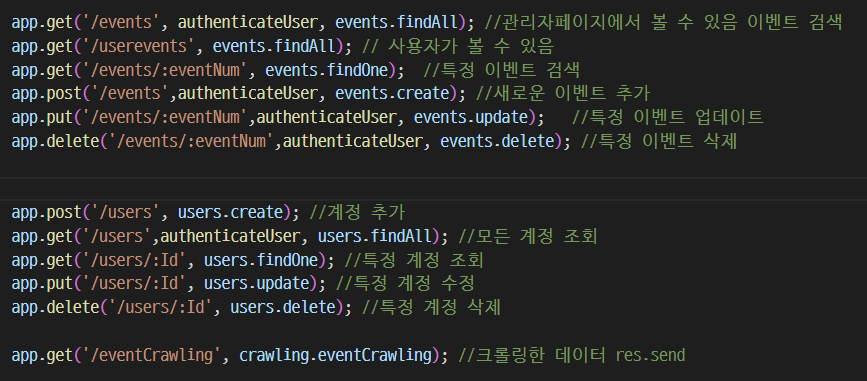 app.get('/events', authenticateUser, events.findAll); //관리자페이지에서 볼 수 있음 이벤트 검색
app.get('/userevents', events.findAll); // 사용자가 볼 수 있음
app.get('/events/:eventNum', events.findOne);  //특정 이벤트 검색
app.post('/events',authenticateUser, events.create); //새로운 이벤트 추가
app.put('/events/:eventNum',authenticateUser, events.update);   //특정 이벤트 업데이트
app.delete('/events/:eventNum',authenticateUser, events.delete); //특정 이벤트 삭제
app.post('/users', users.create); //계정 추가
app.get('/users',authenticateUser, users.findAll); //모든 계정 조회
app.get('/users/:Id', users.findOne); //특정 계정 조회
app.put('/users/:Id', users.update); //특정 계정 수정
app.delete('/users/:Id', users.delete); //특정 계정 삭제
app.get('/eventCrawling', crawling.eventCrawling); //크롤링한 데이터 res.send